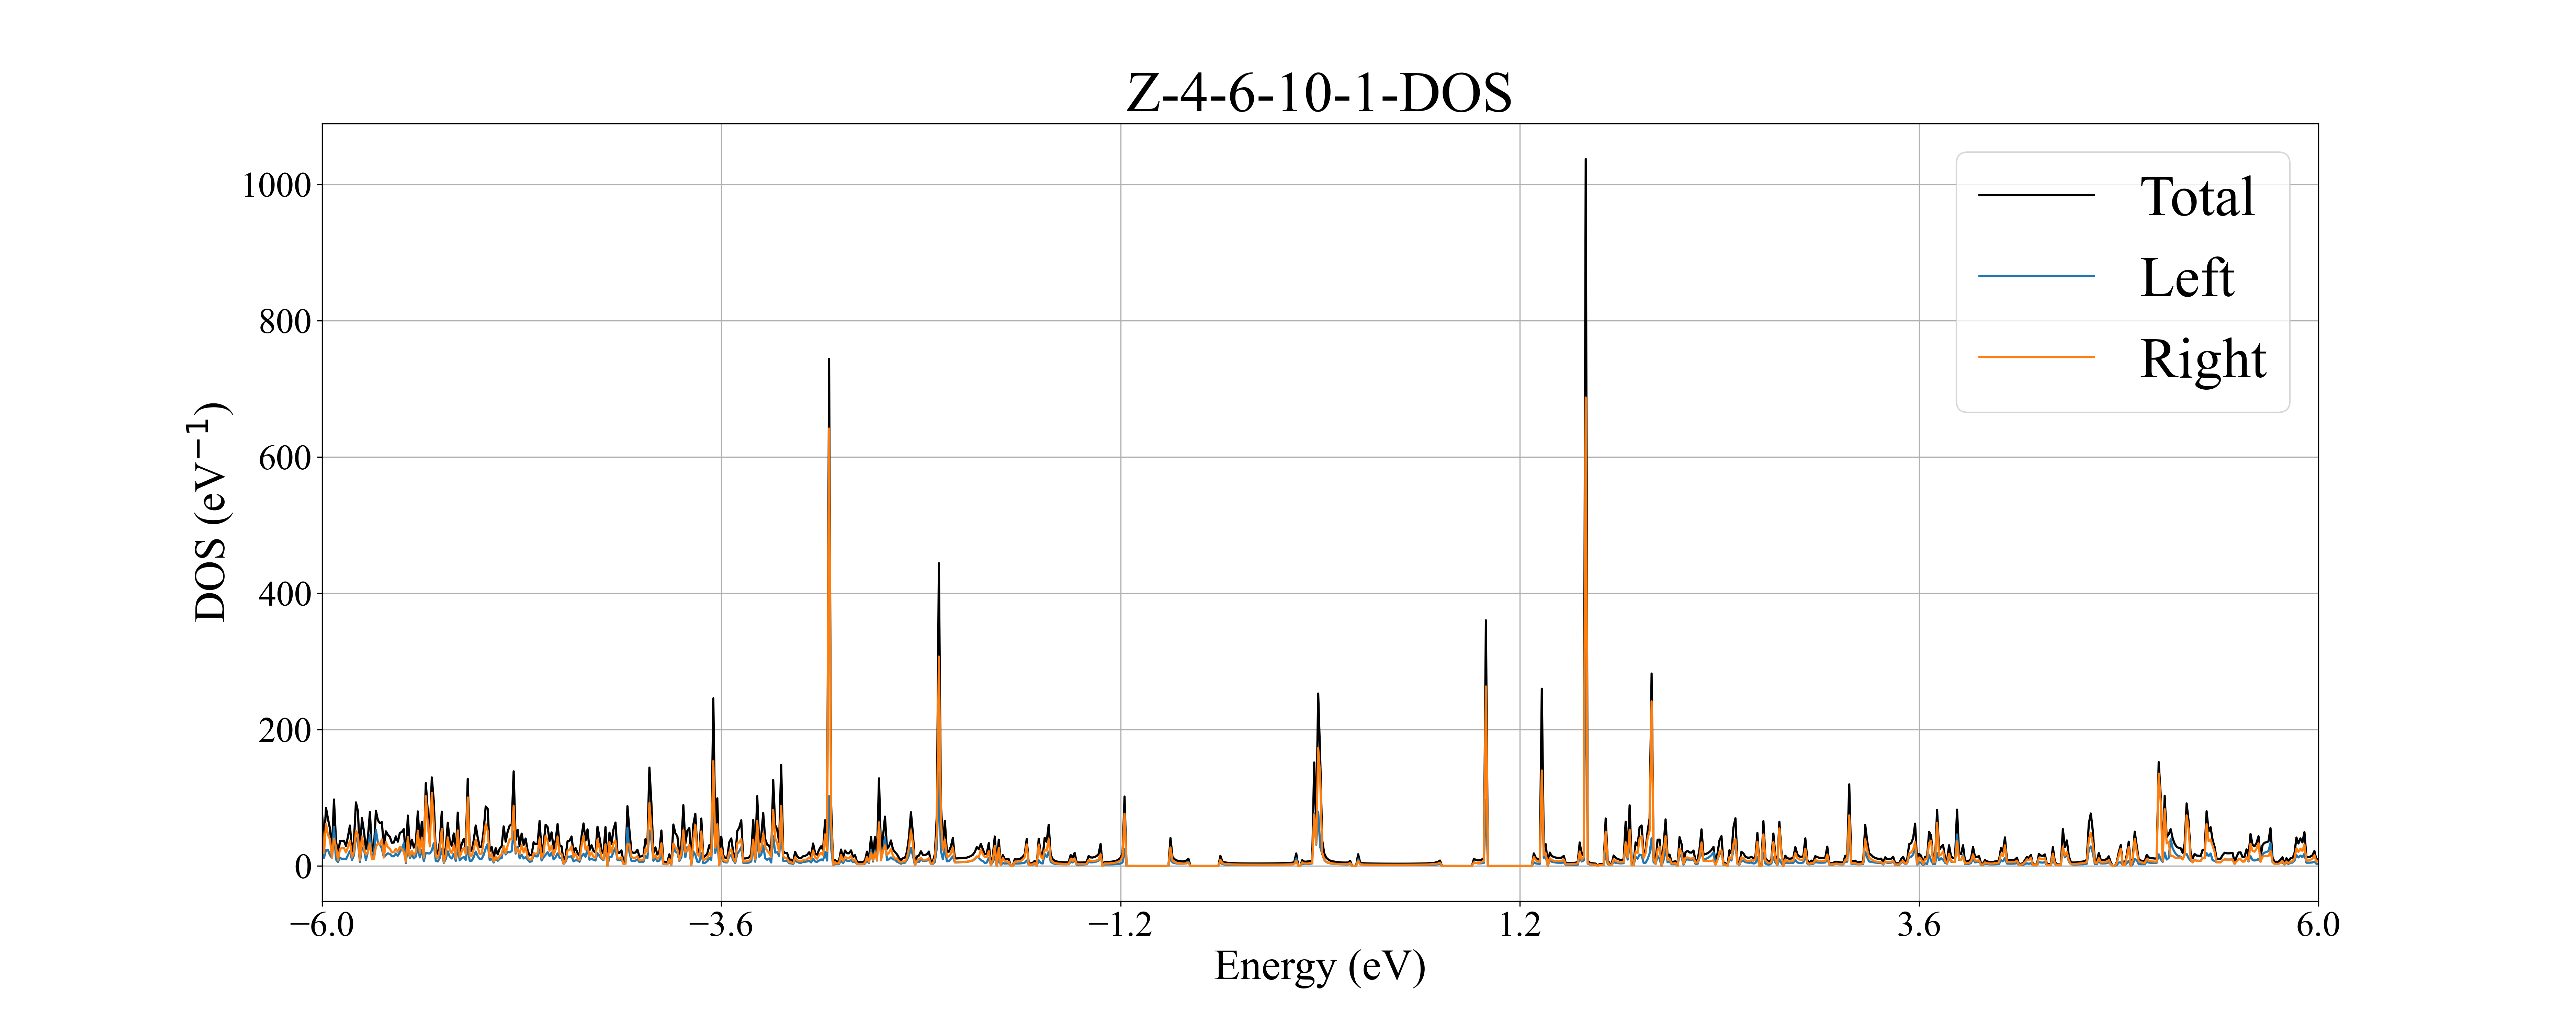 Z-4-6-10-1-DOS
1000
800
600
400
200
0
DOS (eV⁻¹)
Total
Left
Right
−6.0
−3.6
−1.2
1.2
3.6
6.0
Energy (eV)